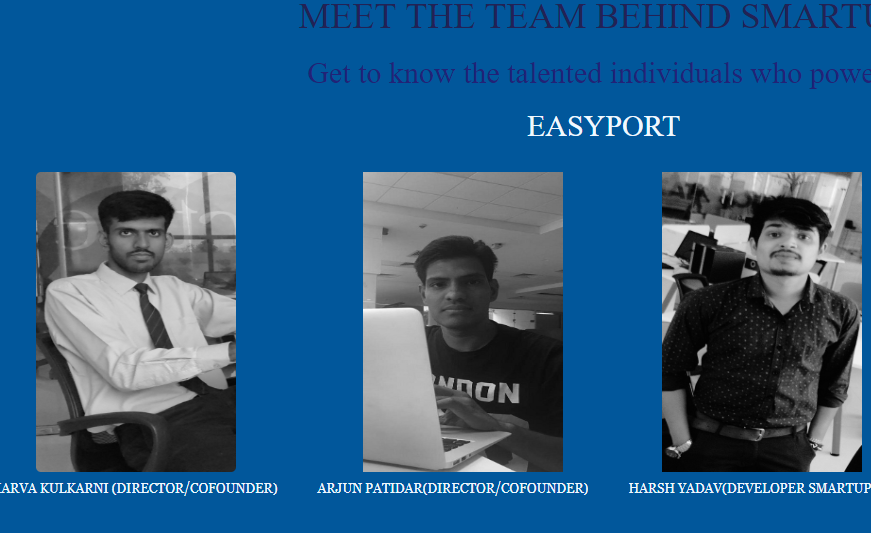 MEET THE TEAM BEHIND SMARTU
Get to know the talented individuals who powe
EASYPORT
NDON
ARVA KULKARNI (DIRECTOR/COFOUNDER)
ARJUN PATIDAR(DIRECTOR/COFOUNDER)
HARSH YADAV(DEVELOPER SMARTUP